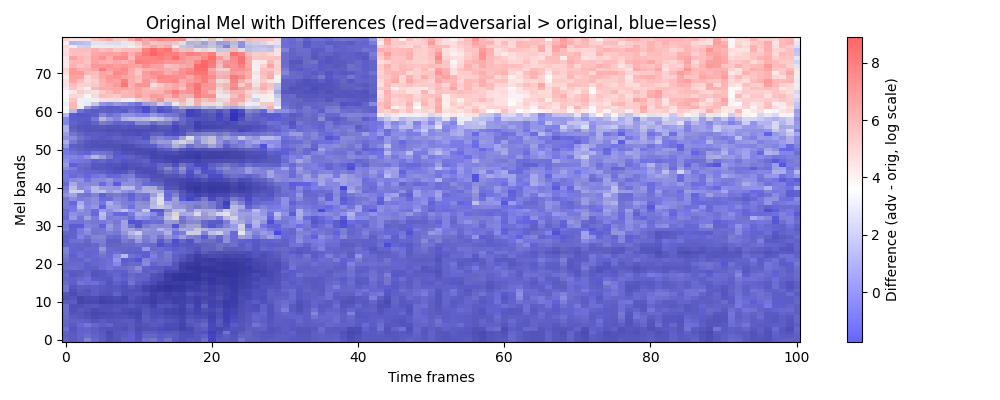 Original Mel with Differences (red=adversarial > original, blue=less)
Mel bands
70
60
50
40
30
20
10
0
0 20 40 60 80 100
Time frames
8
6
4
2
0
Difference (adv - orig, log scale)